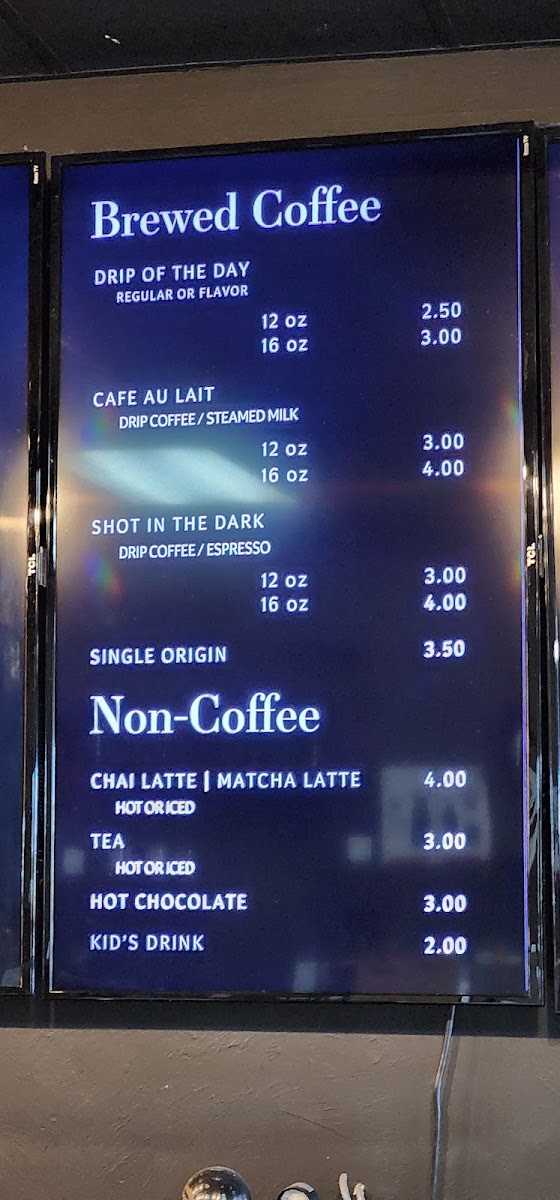 Brewed Coffee
DRIP OF THE DAY
REGULAR OR FLAVOR
12 oz 2.50
16 oz 3.00
CAFE AU LAIT
DRIP COFFEE / STEAMED MILK
12 oz 3.00
16 oz 4.00
SHOT IN THE DARK
DRIP COFFEE / ESPRESSO
12 oz 3.00
16 oz 4.00
SINGLE ORIGIN 3.50
Non-Coffee
CHAI LATTE | MATCHA LATTE 4.00
HOT OR ICED
TEA 3.00
HOT OR ICED
HOT CHOCOLATE 3.00
KID'S DRINK 2.00
TCL
TCL